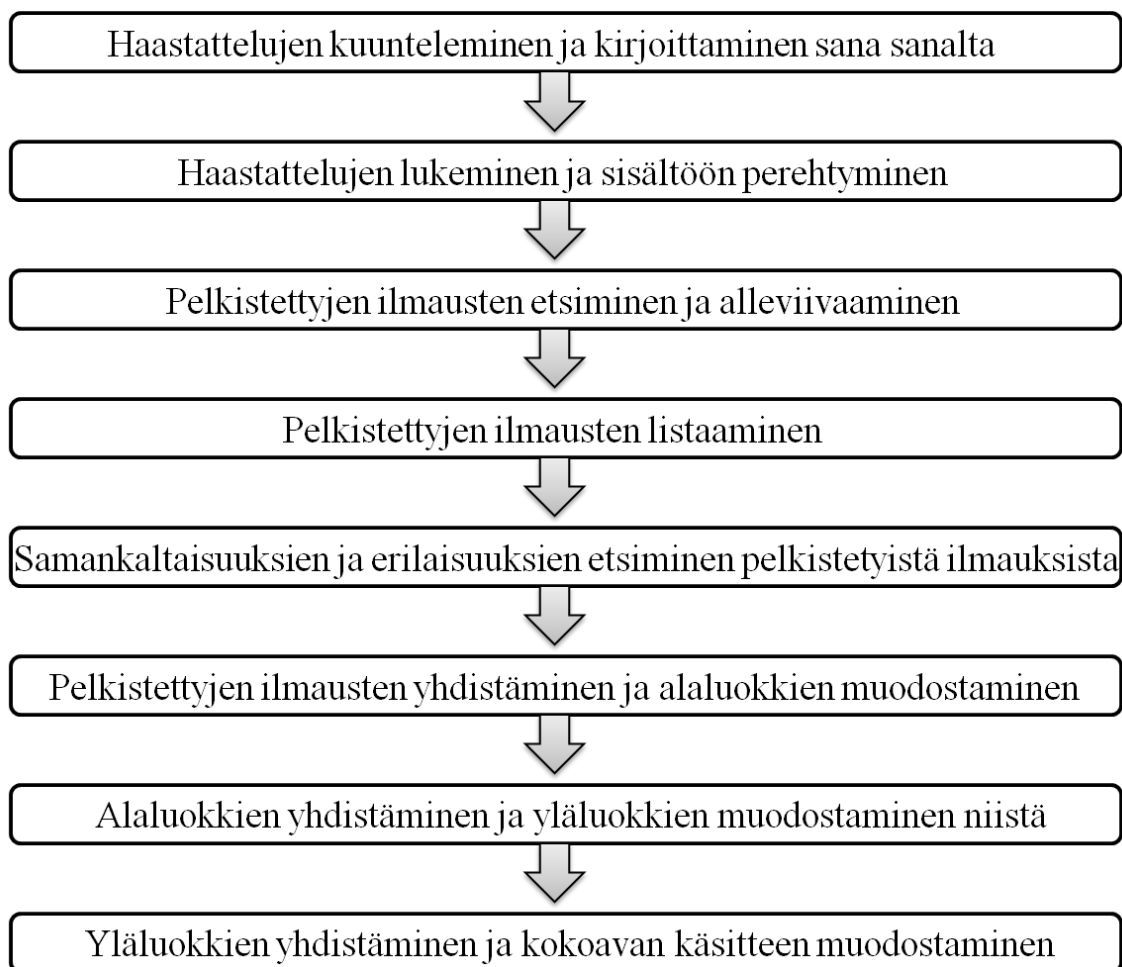 Haastattelujen kuunteleminen ja kirjoittaminen sana sanalta
Haastattelujen lukeminen ja sisältöön perehtyminen
Pelkistettyjen ilmausten etsiminen ja alleviivaaminen
Pelkistettyjen ilmausten listaaminen
Samankaltaisuuksien ja erilaisuuksien etsiminen pelkistetyistä ilmauksista
Pelkistettyjen ilmausten yhdistäminen ja alaluokkien muodostaminen
Alaluokkien yhdistäminen ja yläluokkien muodostaminen niistä
Yläluokkien yhdistäminen ja kokoavan käsitteen muodostaminen